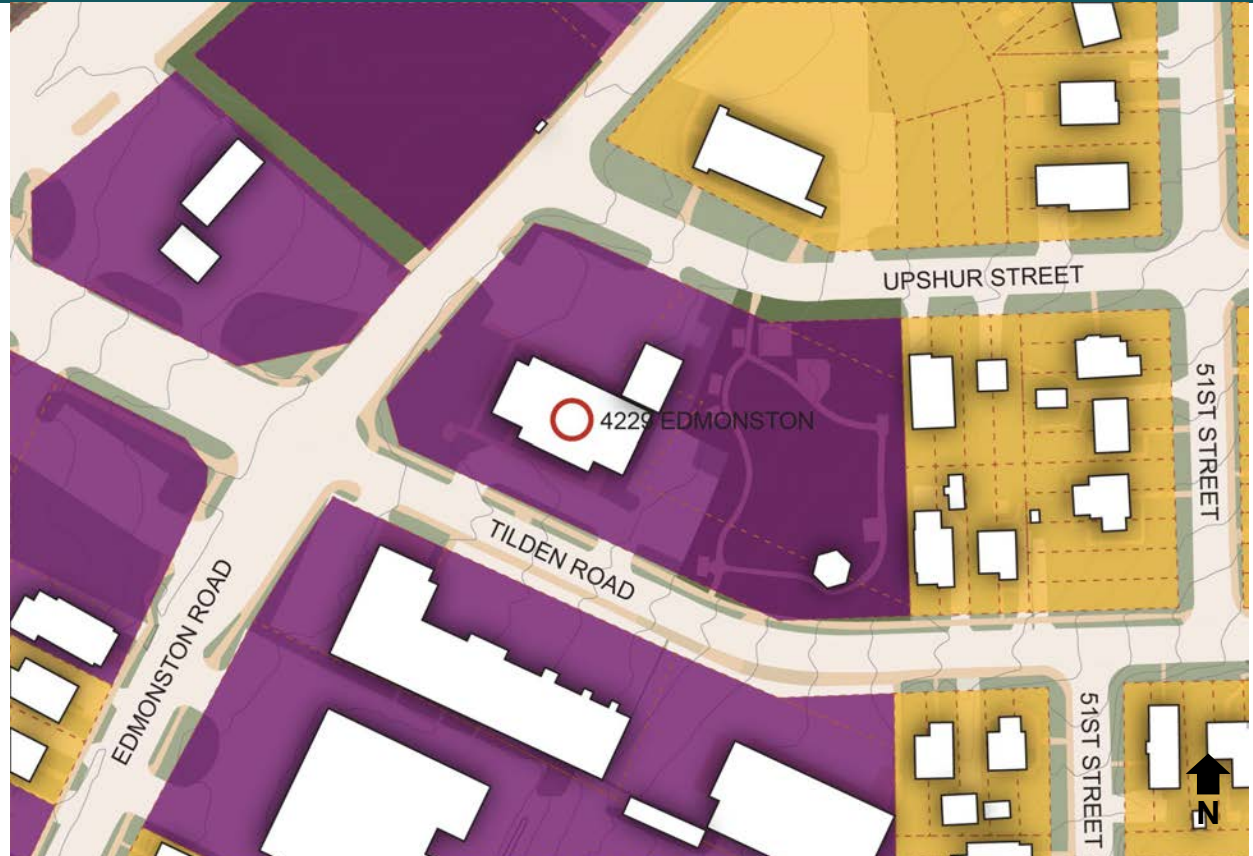 UPSHUR STREET
4229 EDMONSTON
51ST STREET
TILDEN ROAD
EDMONSTON ROAD
51ST STREET
N